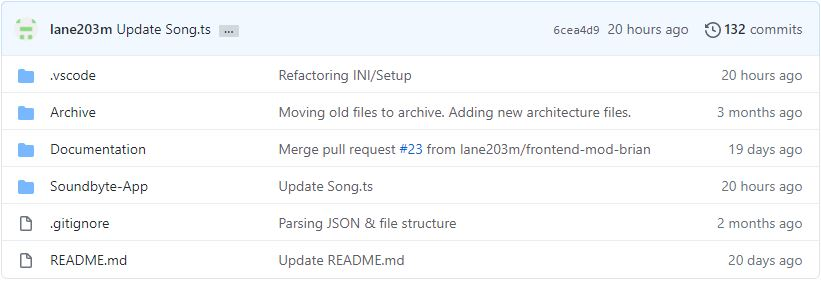 lane203m Update Song.ts ... 6cea4d9 20 hours ago 132 commits
.vscode Refactoring INI/Setup 20 hours ago
Archive Moving old files to archive. Adding new architecture files. 3 months ago
Documentation Merge pull request #23 from lane203m/frontend-mod-brian 19 days ago
Soundbyte-App Update Song.ts 20 hours ago
.gitignore Parsing JSON & file structure 2 months ago
README.md Update README.md 20 days ago